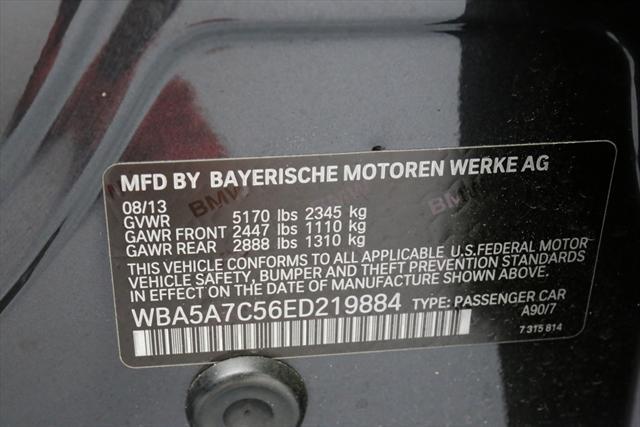 MFD BY BAYERISCHE MOTOREN WERKE AG
08/13
GVWR 5170 lbs 2345 kg
GAWR FRONT 2447 lbs 1110 kg
GAWR REAR 2888 lbs 1310 kg
THIS VEHICLE CONFORMS TO ALL APPLICABLE U.S.FEDERAL MOTOR
VEHICLE SAFETY, BUMPER AND THEFT PREVENTION STANDARDS
IN EFFECT ON THE DATE OF MANUFACTURE SHOWN ABOVE.
WBA5A7C56ED219884 TYPE: PASSENGER CAR
A90/7
7 315 814